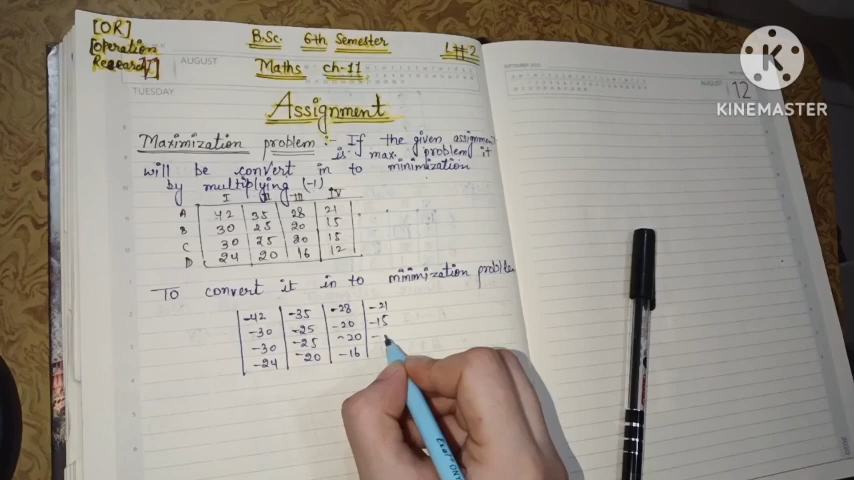 [OR]
[Operation
Research]
B.Sc. 6th Semester
Maths ch-11
AUGUST
TUESDAY
Assignment
Maximization problem :- If the given assignment
is max problem it
will be convert in to minimization
by multiplying (-1)
I II III IV
A 42 35 28 21
B 30 25 20 15
C 30 25 20 15
D 24 20 16 12
To convert it in to minimization problem
-42 -35 -28 -21
-30 -25 -20 -15
-30 -25 -20 -
-24 -20 -16
AUGUST
12
KINEMASTER